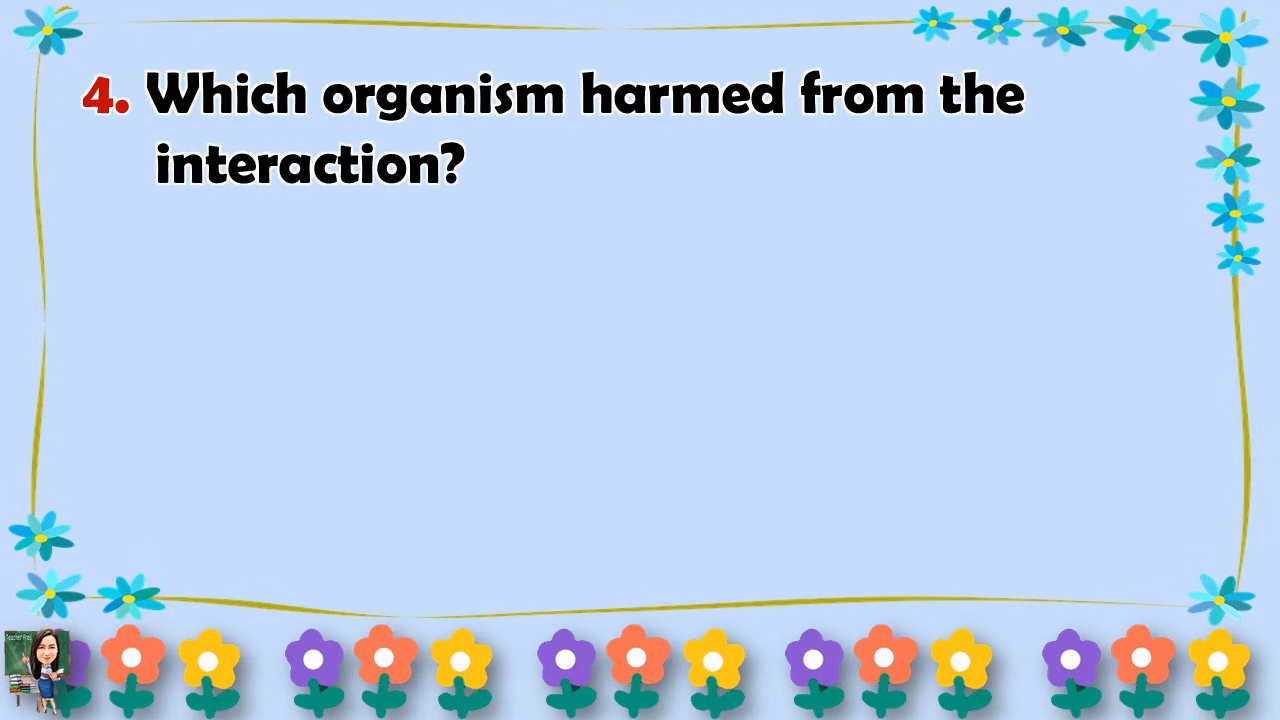 4. Which organism harmed from the
interaction?